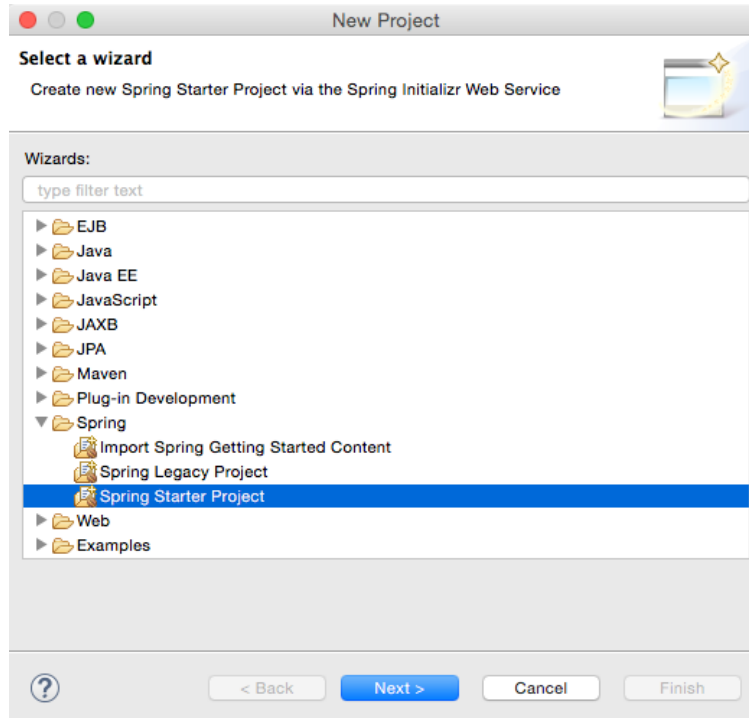 New Project
Select a wizard
Create new Spring Starter Project via the Spring Initializr Web Service
Wizards:
type filter text
EJB
Java
Java EE
JavaScript
JAXB
JPA
Maven
Plug-in Development
Spring
Import Spring Getting Started Content
Spring Legacy Project
Spring Starter Project
Web
Examples
? < Back Next > Cancel Finish